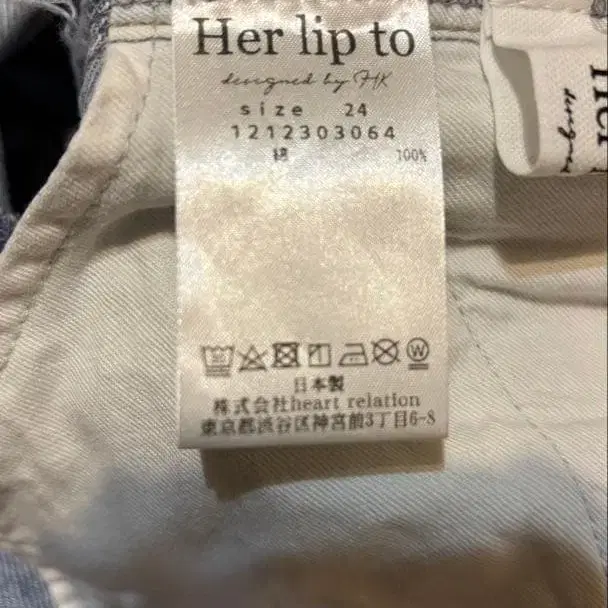 Her lip to
designed by HK
size 24
1212303064
綿 100%
日本製
株式会社heart relation
東京都渋谷区神宮前3丁目6-8
Her l
designed